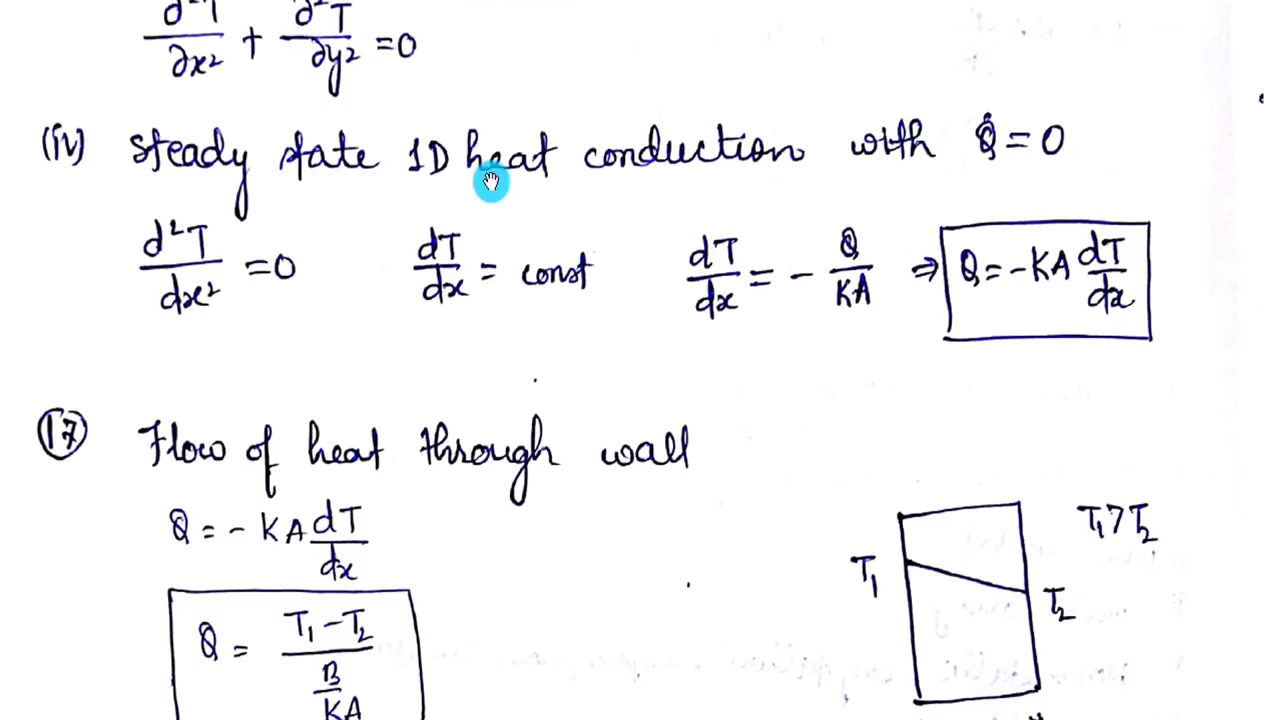 ∂²T/∂x² + ∂²T/∂y² = 0
(iv) Steady state 1D heat conduction with Q̇ = 0
d²T/dx² = 0 dT/dx = const dT/dx = - Q/KA ⇒ Q = -KA dT/dx
(17) Flow of heat through wall
Q = - KA dT/dx
T₁ > T₂
T₁
T₂
Q = (T₁ - T₂)/(B/KA)